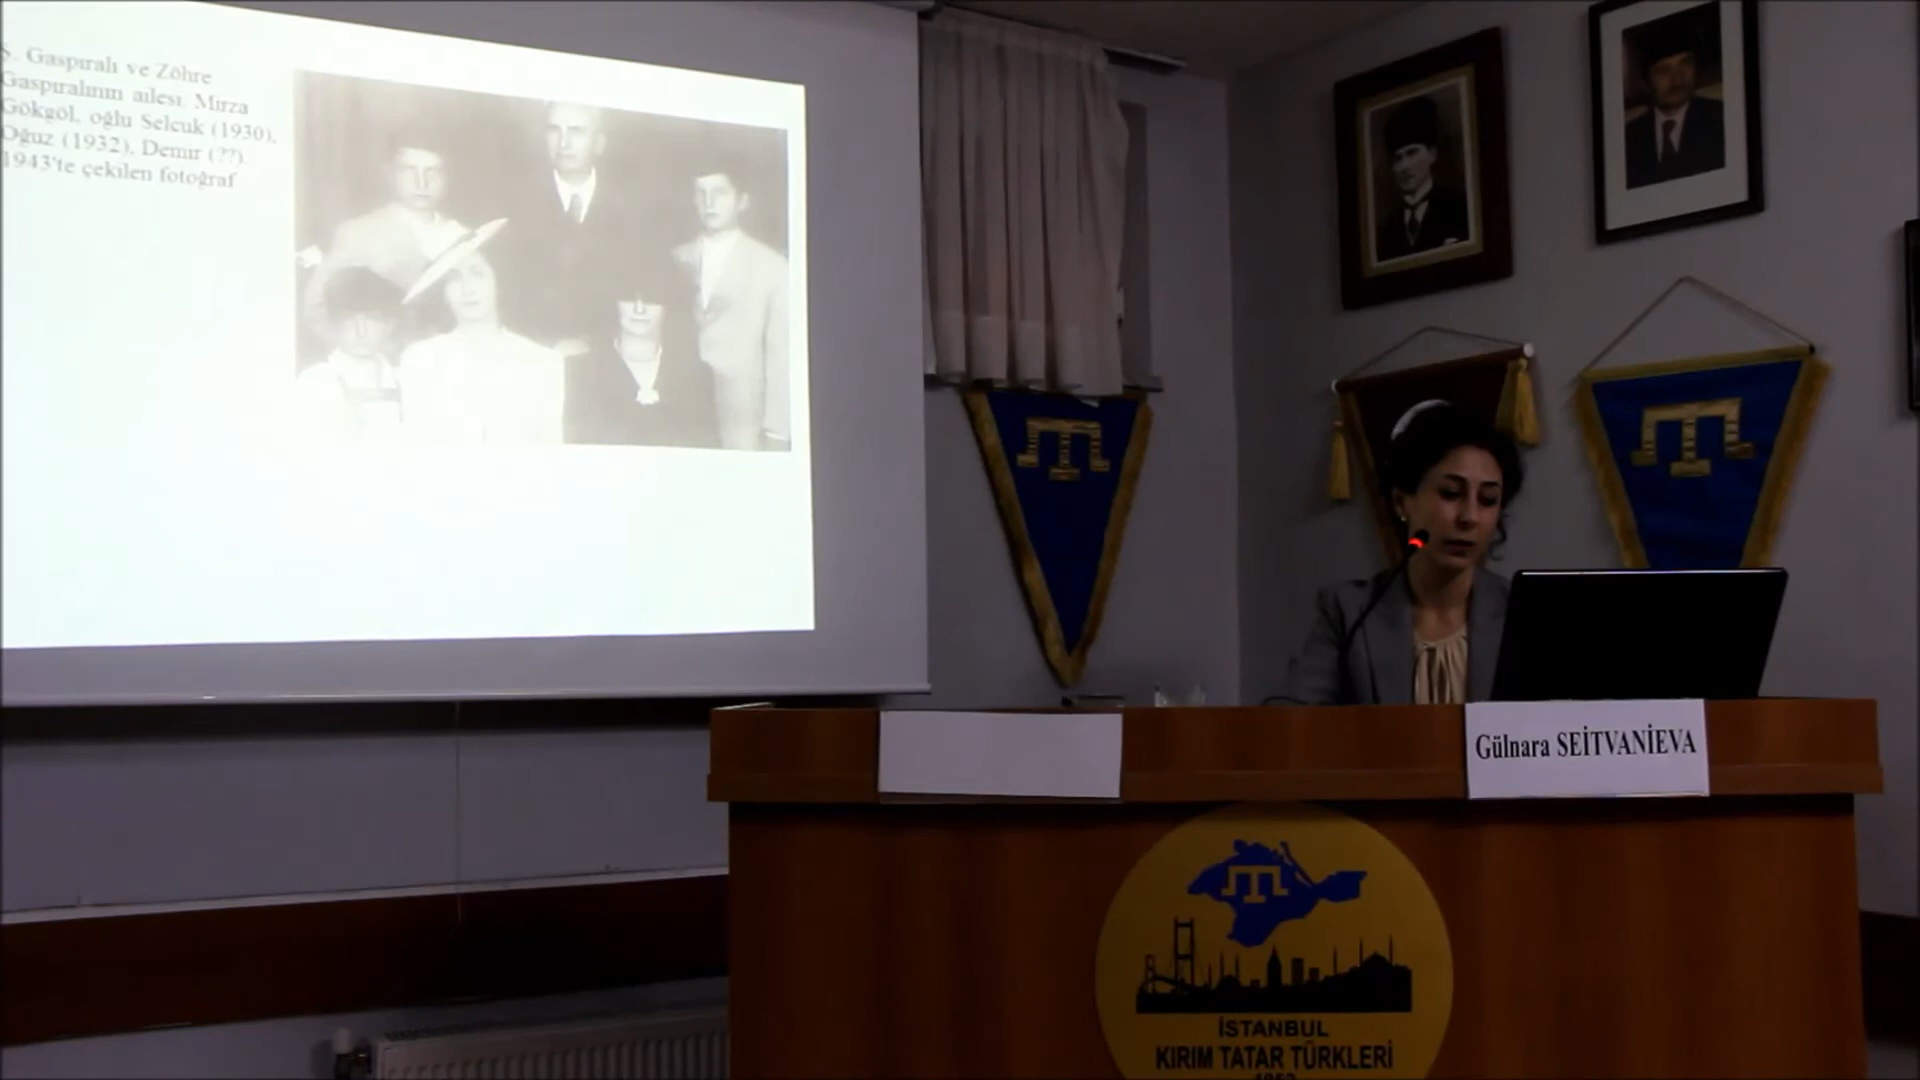 Ş. Gaspıralı ve Zöhre
Gaspıralının ailesi. Mirza
Gökgöl, oğlu Selcuk (1930),
Oğuz (1932), Demir (??)
1943'te çekilen fotoğraf
Gülnara SEİTVANİEVA
İSTANBUL
KIRIM TATAR TÜRKLERİ